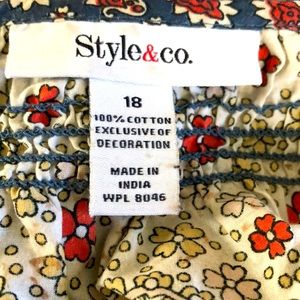 Style&co.
18
100% COTTON
EXCLUSIVE OF
DECORATION
MADE IN
INDIA
WPL 8046